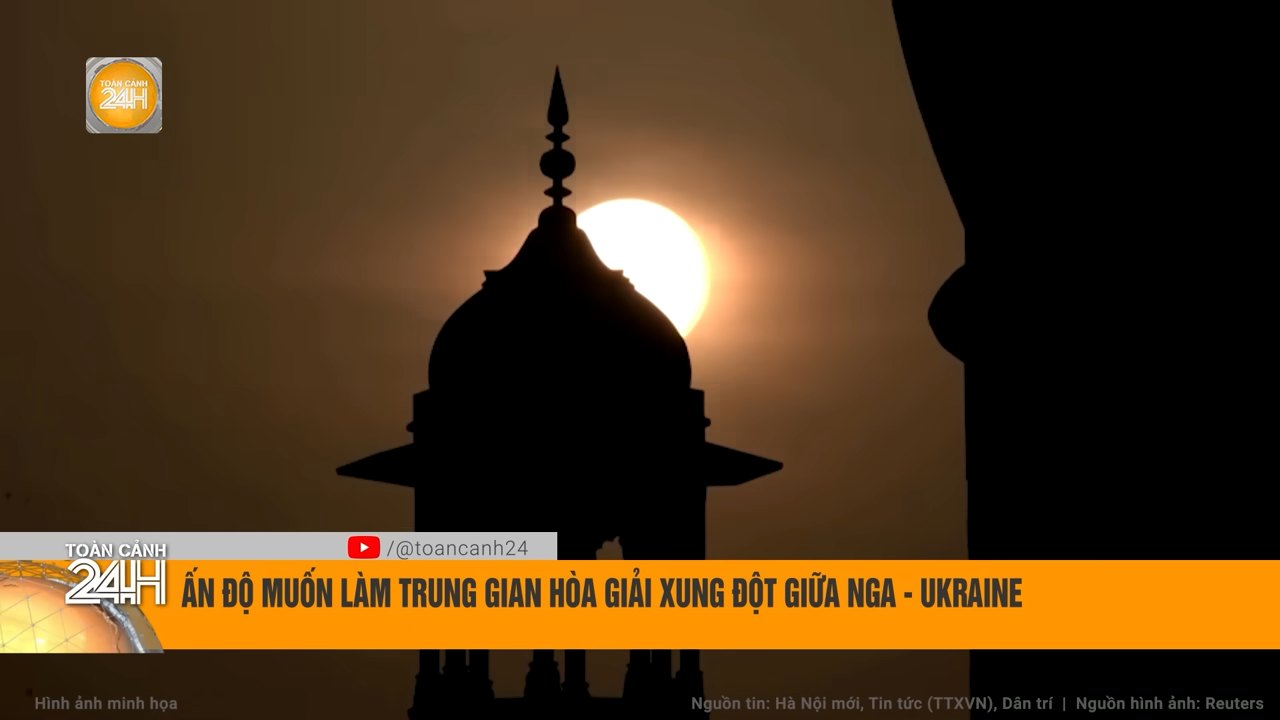 TOÀN CẢNH
24H
/@toancanh24
TOÀN CẢNH
24H
ẤN ĐỘ MUỐN LÀM TRUNG GIAN HÒA GIẢI XUNG ĐỘT GIỮA NGA - UKRAINE
Hình ảnh minh họa
Nguồn tin: Hà Nội mới, Tin tức (TTXVN), Dân trí | Nguồn hình ảnh: Reuters